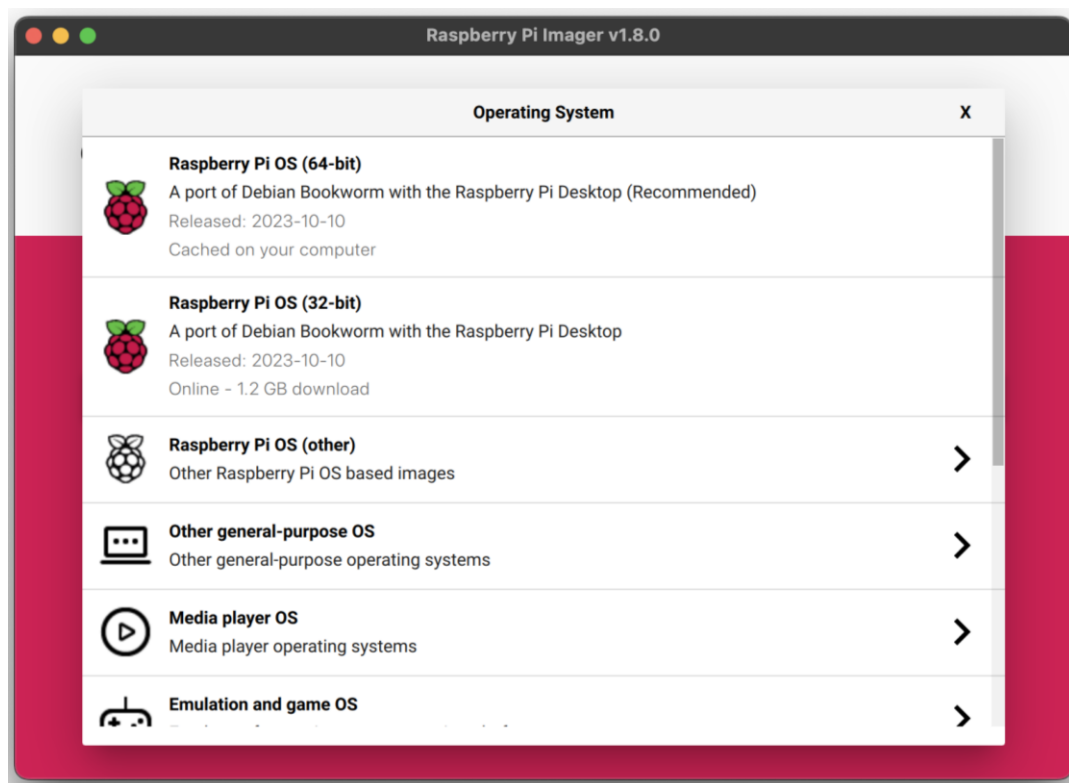 Raspberry Pi Imager v1.8.0
Operating System X
Raspberry Pi OS (64-bit)
A port of Debian Bookworm with the Raspberry Pi Desktop (Recommended)
Released: 2023-10-10
Cached on your computer
Raspberry Pi OS (32-bit)
A port of Debian Bookworm with the Raspberry Pi Desktop
Released: 2023-10-10
Online - 1.2 GB download
Raspberry Pi OS (other)
Other Raspberry Pi OS based images
Other general-purpose OS
Other general-purpose operating systems
Media player OS
Media player operating systems
Emulation and game OS